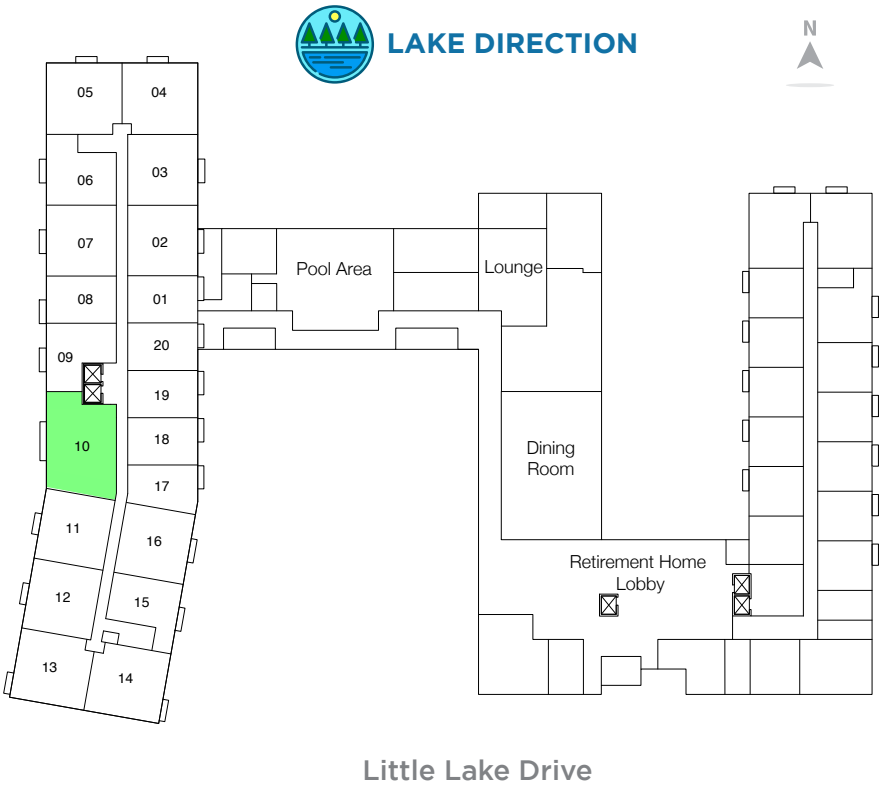 LAKE DIRECTION
N
05
04
06
03
07
02
08
01
09
20
19
10
18
17
11
16
12
15
13
14
Pool Area
Lounge
Dining
Room
Retirement Home
Lobby
Little Lake Drive